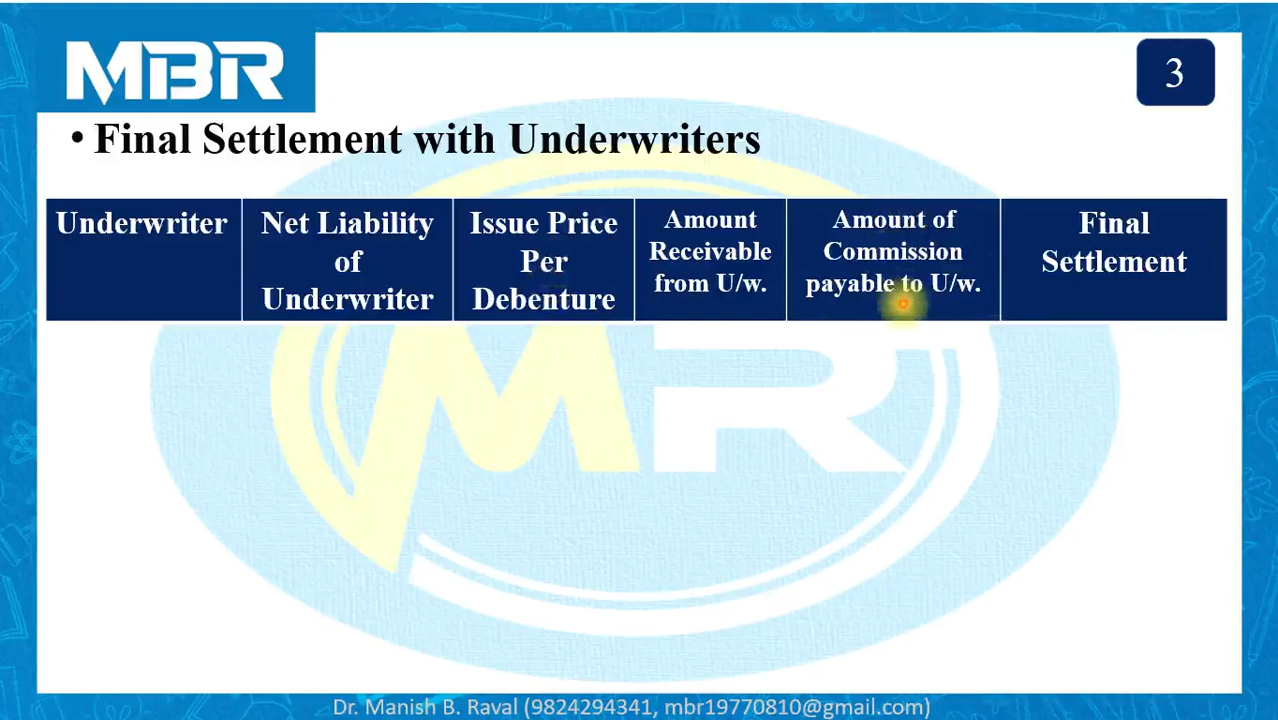 MBR
3
• Final Settlement with Underwriters
Underwriter
Net Liability
of
Underwriter
Issue Price
Per
Debenture
Amount
Receivable
from U/w.
Amount of
Commission
payable to U/w.
Final
Settlement
MR
Dr. Manish B. Raval (9824294341, mbr19770810@gmail.com)